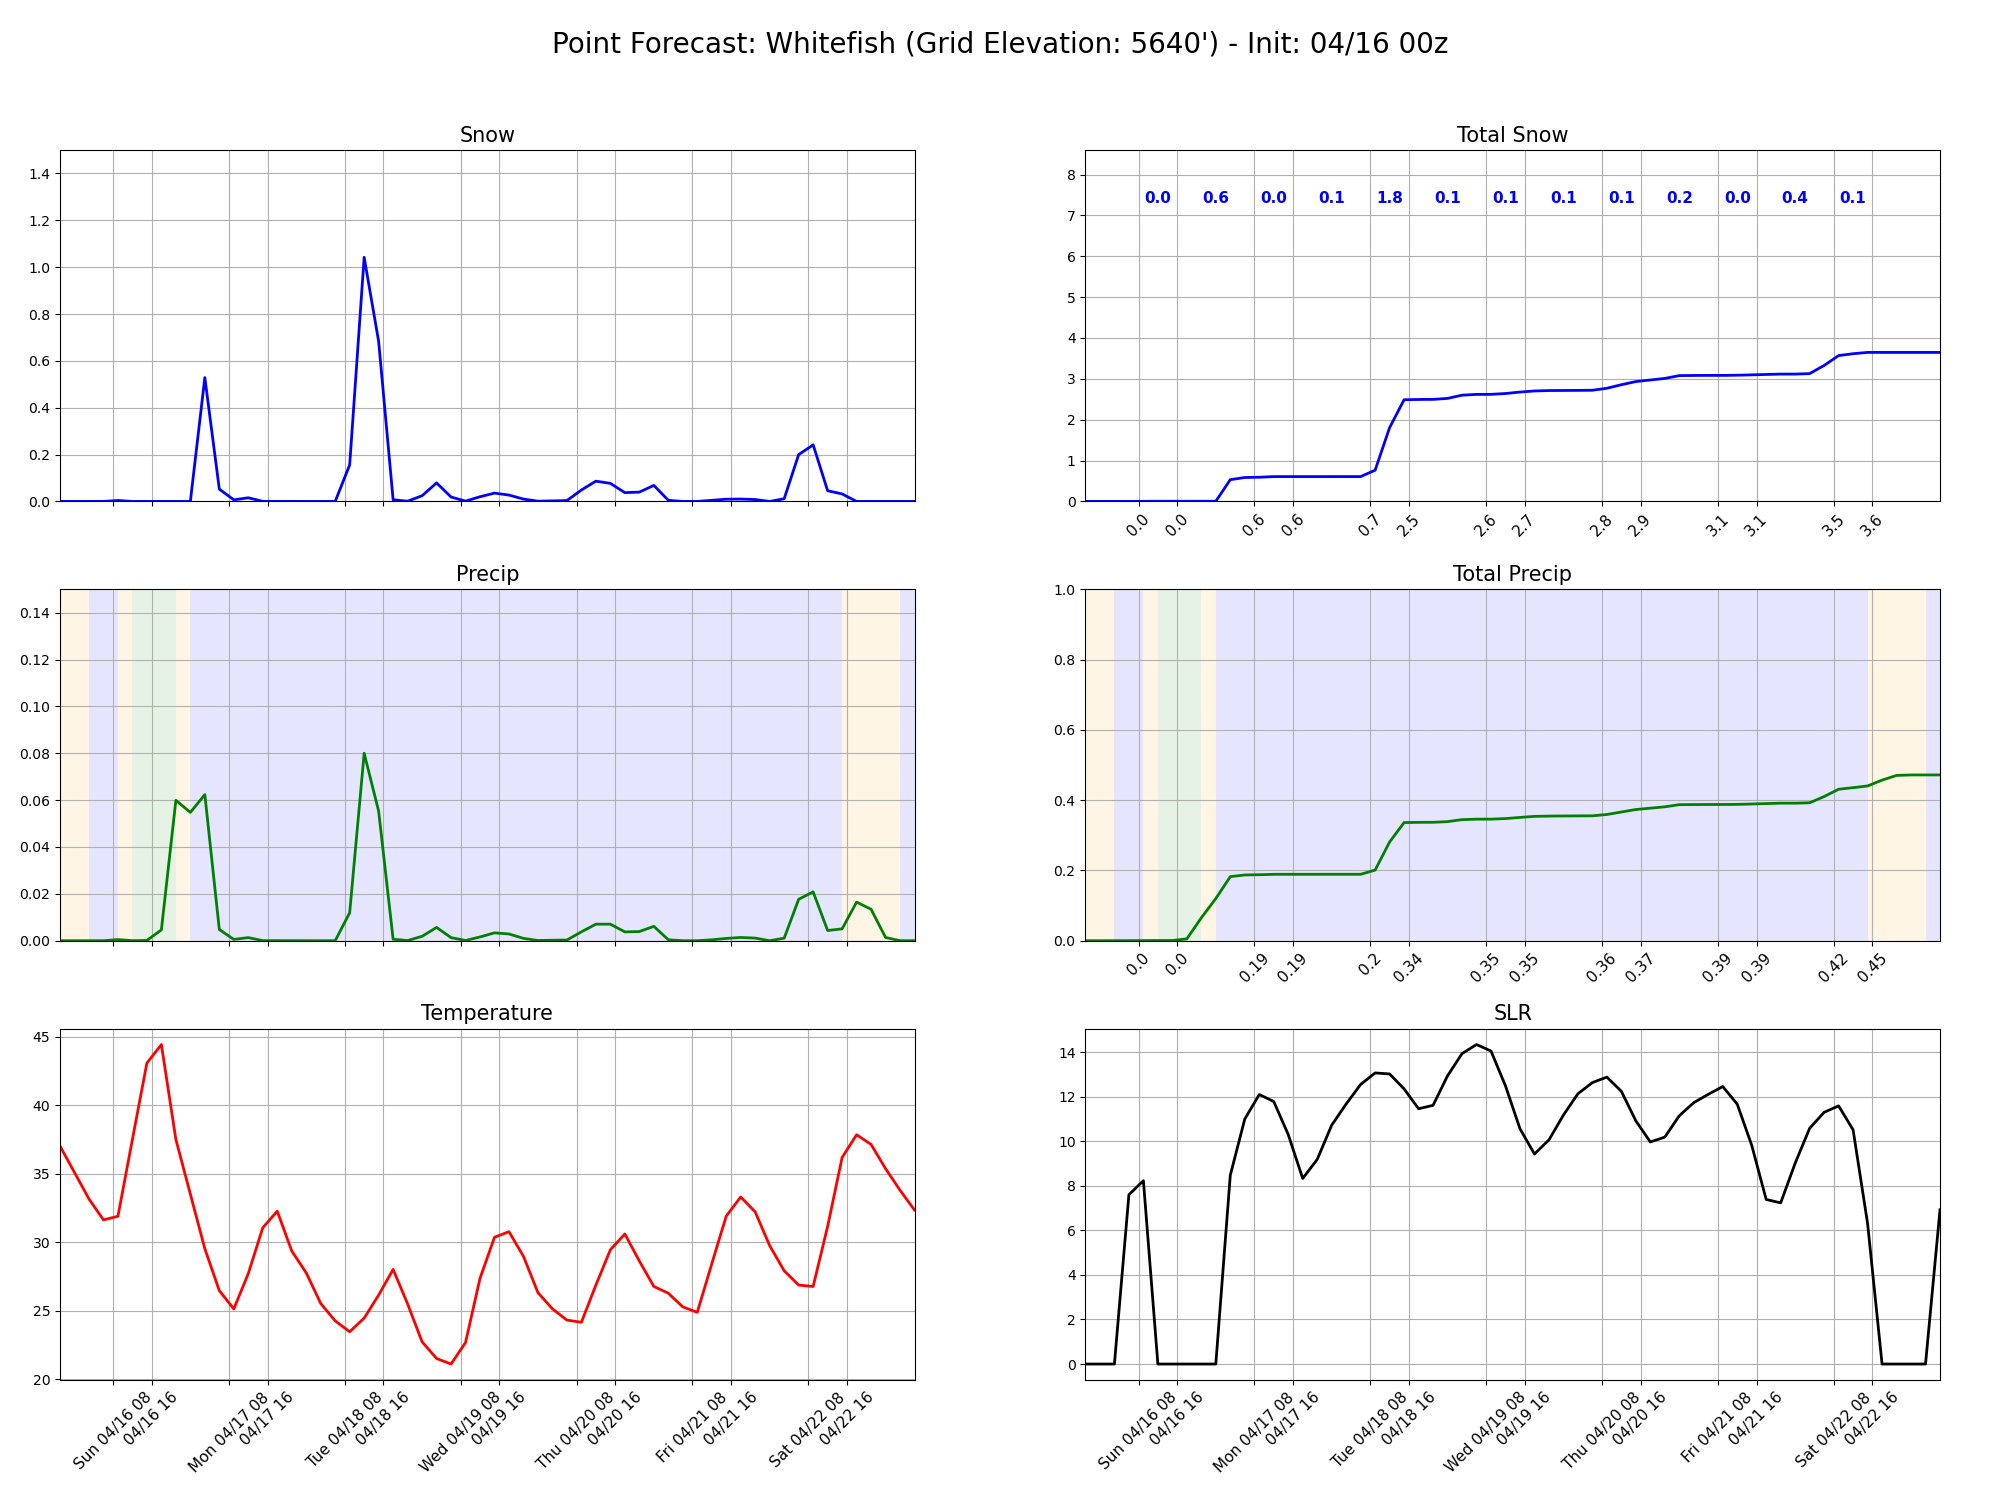 Point Forecast: Whitefish (Grid Elevation: 5640') - Init: 04/16 00z
Snow
1.4
1.2
1.0
0.8
0.6
0.4
0.2
0.0
Total Snow
8
7
6
5
4
3
2
1
0
0.0 0.6 0.0 0.1 1.8 0.1 0.1 0.1 0.1 0.2 0.0 0.4 0.1
0.0 0.0 0.6 0.6 0.7 2.5 2.6 2.7 2.8 2.9 3.1 3.1 3.5 3.6
Precip
0.14
0.12
0.10
0.08
0.06
0.04
0.02
0.00
Total Precip
1.0
0.8
0.6
0.4
0.2
0.0
0.0 0.0 0.19 0.19 0.2 0.34 0.35 0.35 0.36 0.37 0.39 0.39 0.42 0.45
Temperature
45
40
35
30
25
20
Sun 04/16 08
04/16 16
Mon 04/17 08
04/17 16
Tue 04/18 08
04/18 16
Wed 04/19 08
04/19 16
Thu 04/20 08
04/20 16
Fri 04/21 08
04/21 16
Sat 04/22 08
04/22 16
SLR
14
12
10
8
6
4
2
0
Sun 04/16 08
04/16 16
Mon 04/17 08
04/17 16
Tue 04/18 08
04/18 16
Wed 04/19 08
04/19 16
Thu 04/20 08
04/20 16
Fri 04/21 08
04/21 16
Sat 04/22 08
04/22 16